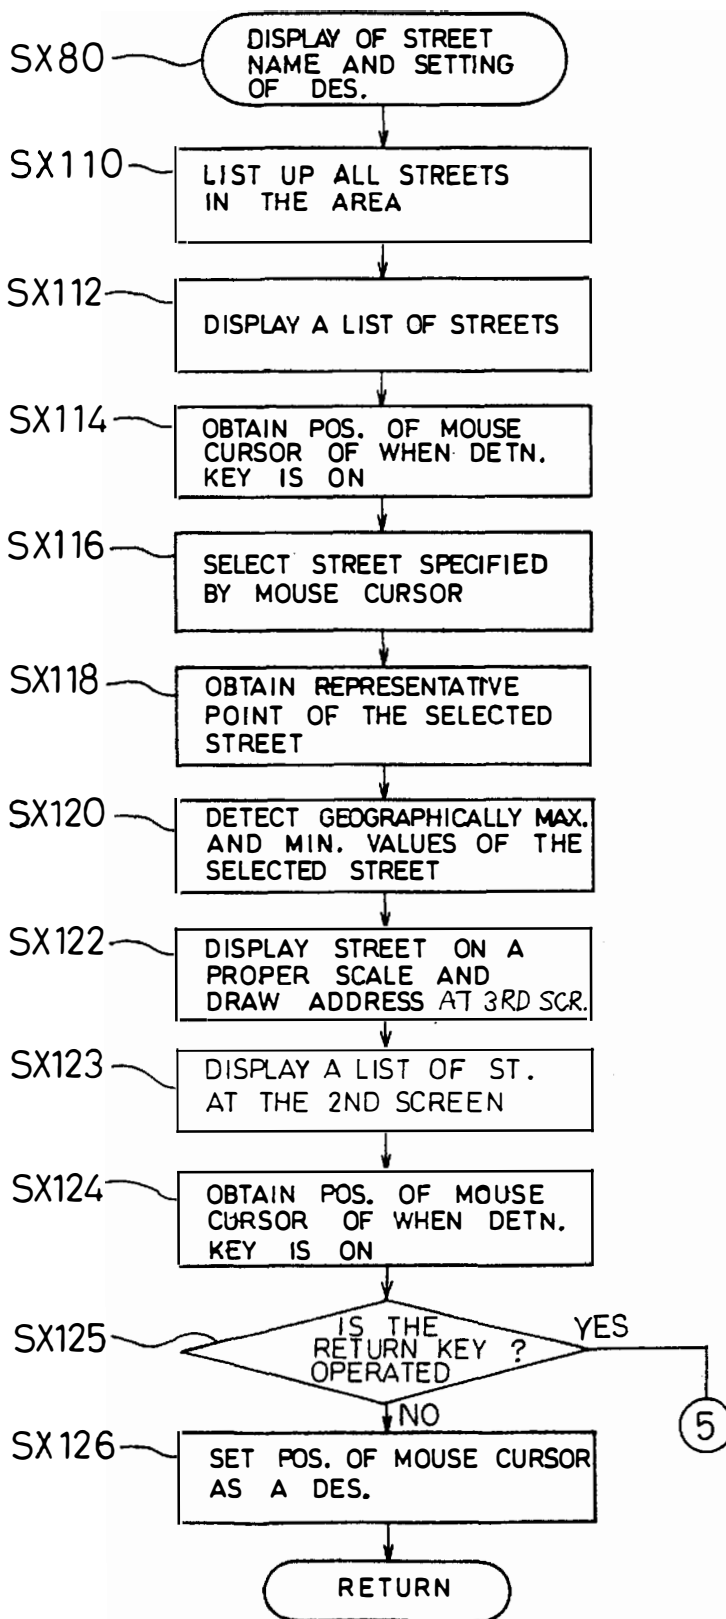 SX80
DISPLAY OF STREET
NAME AND SETTING
OF DES.
SX110
LIST UP ALL STREETS
IN THE AREA
SX112
DISPLAY A LIST OF STREETS
SX114
OBTAIN POS. OF MOUSE
CURSOR OF WHEN DETN.
KEY IS ON
SX116
SELECT STREET SPECIFIED
BY MOUSE CURSOR
SX118
OBTAIN REPRESENTATIVE
POINT OF THE SELECTED
STREET
SX120
DETECT GEOGRAPHICALLY MAX.
AND MIN. VALUES OF THE
SELECTED STREET
SX122
DISPLAY STREET ON A
PROPER SCALE AND
DRAW ADDRESS AT 3RD SCR.
SX123
DISPLAY A LIST OF ST.
AT THE 2ND SCREEN
SX124
OBTAIN POS. OF MOUSE
CURSOR OF WHEN DETN.
KEY IS ON
SX125
IS THE
RETURN KEY ?
OPERATED
YES
5
NO
SX126
SET POS. OF MOUSE CURSOR
AS A DES.
RETURN